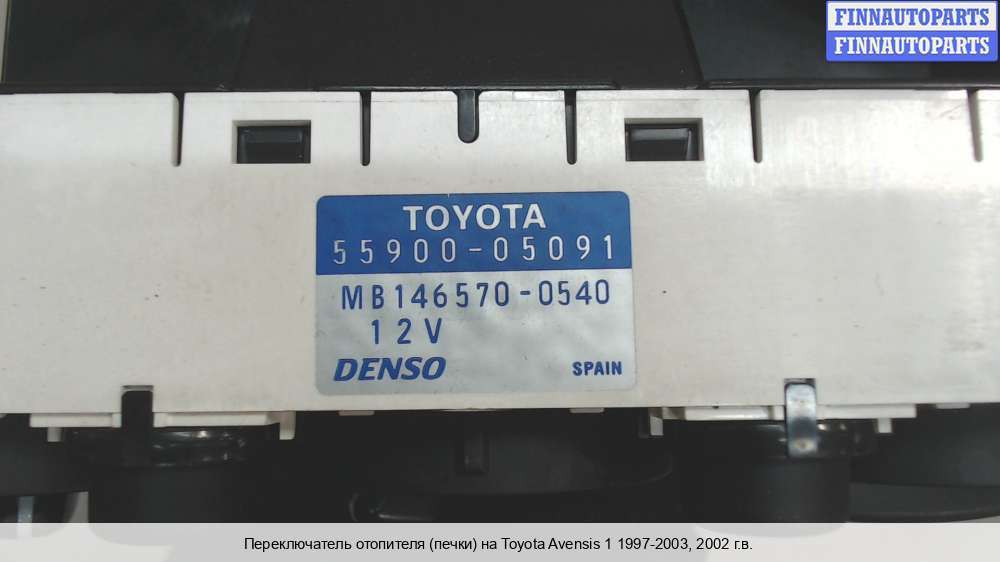 FINNAUTOPARTS
FINNAUTOPARTS
TOYOTA
55900-05091
MB146570-0540
12V
DENSO SPAIN
Переключатель отопителя (печки) на Toyota Avensis 1 1997-2003, 2002 г.в.